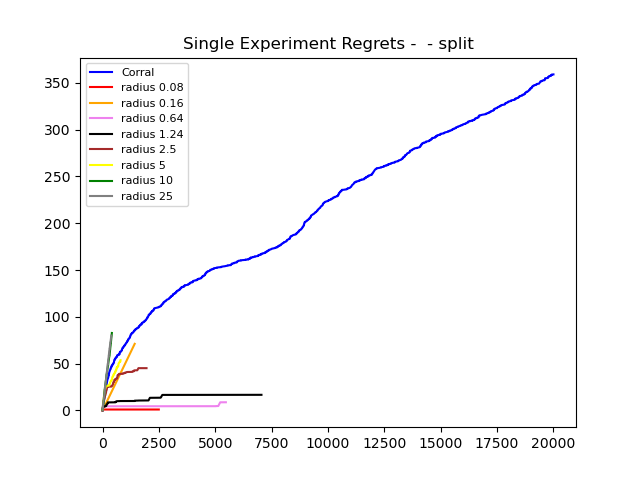 Single Experiment Regrets -  - split
Corral
radius 0.08
radius 0.16
radius 0.64
radius 1.24
radius 2.5
radius 5
radius 10
radius 25
350
300
250
200
150
100
50
0
0 2500 5000 7500 10000 12500 15000 17500 20000